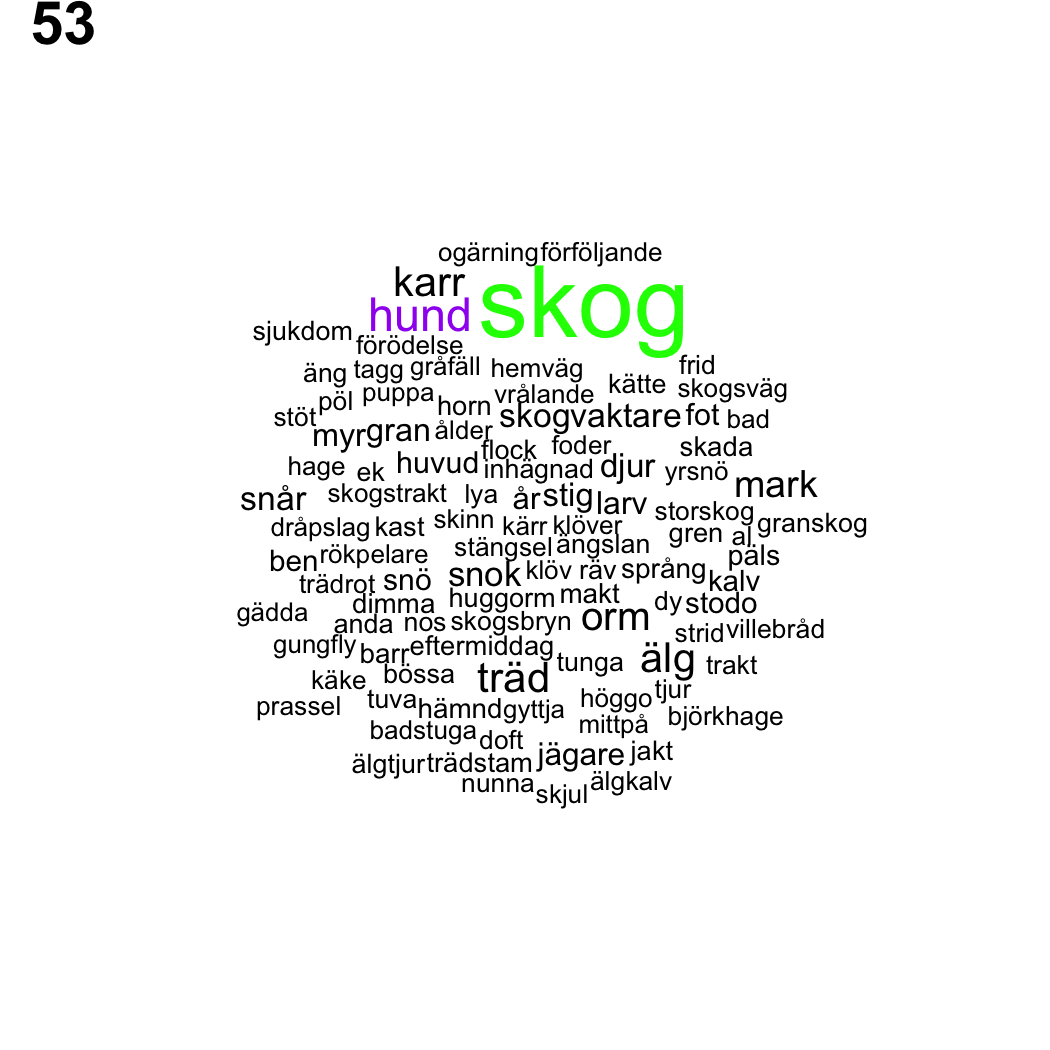 53
ogärning förföljande
karr skog
hund
sjukdom förödelse
äng tagg gråfäll hemväg frid
pöl puppa horn vrålande kätte skogsväg
stöt myr gran ålder skogvaktare fot bad
flock foder skada
hage ek huvud inhägnad djur yrsnö mark
snår skogstrakt lya år stig larv storskog
dråpslag kast skinn kärr klöver gren al granskog
ben rökpelare stängsel ängslan päls
trädrot snö snok klöv räv språng kalv
gädda dimma huggorm makt dy stodo
anda nos skogsbryn orm strid villebråd
gungfly barr eftermiddag tunga älg trakt
käke bössa träd höggo tjur
prassel tuva hämnd gyttja mittpå björkhage
badstuga doft
älgtjur trädstam jägare jakt
nunna skjul älgkalv